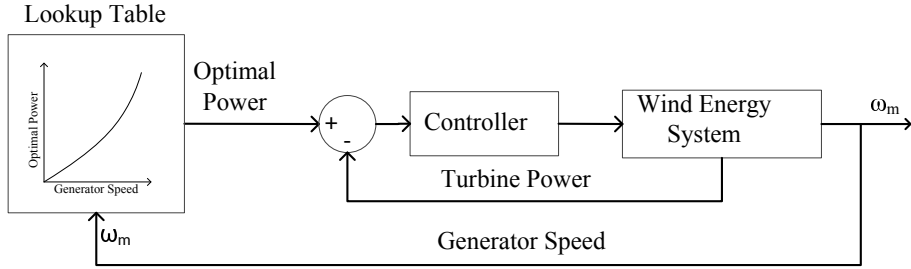 Lookup Table
Optimal Power
Generator Speed
Optimal
Power
+
-
Controller
Wind Energy
System
ωm
Turbine Power
ωm
Generator Speed